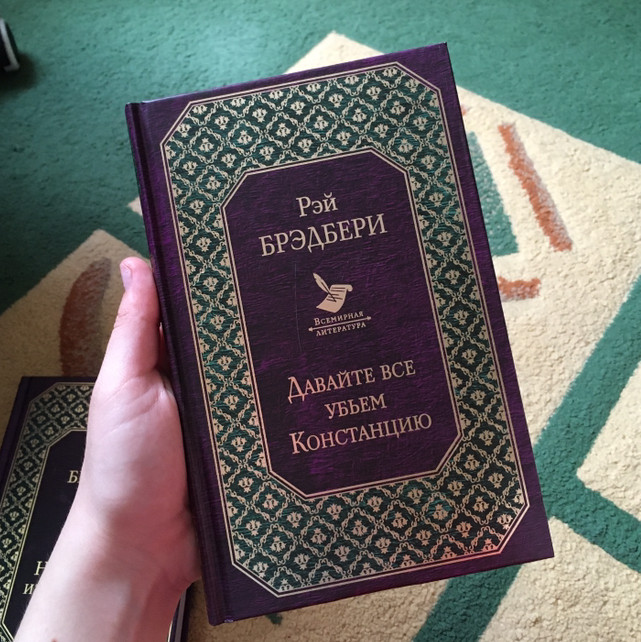 Рэй
БРЭДБЕРИ
Всемирная
литература
Давайте все
убьем
Констанцию